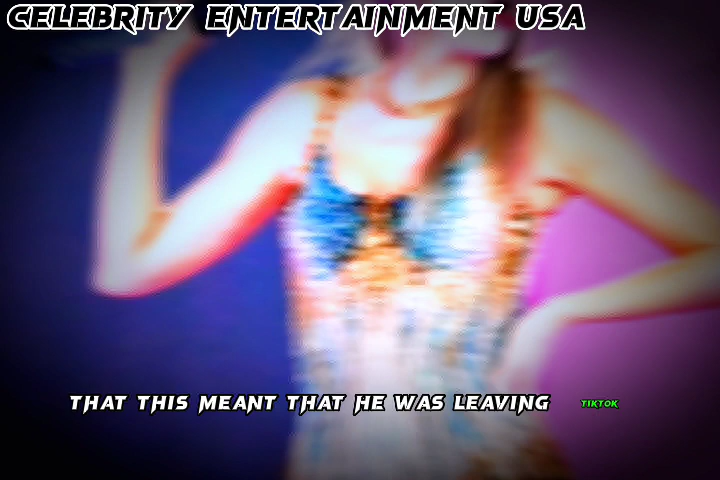 CELEBRITY ENTERTAINMENT USA
THAT THIS MEANT THAT HE WAS LEAVING TIKTOK